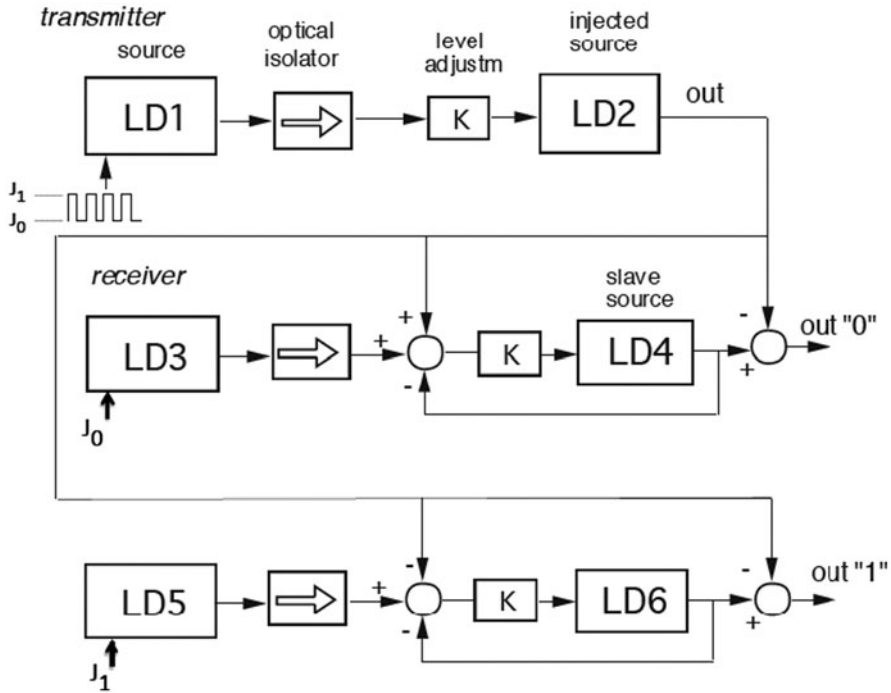 transmitter
source
optical
isolator
level
adjustm
injected
source
LD1
K
LD2
out
J1
J0
receiver
slave
source
+
+
-
LD3
K
LD4
-
+
out "0"
J0
-
+
-
LD5
K
LD6
-
+
out "1"
J1